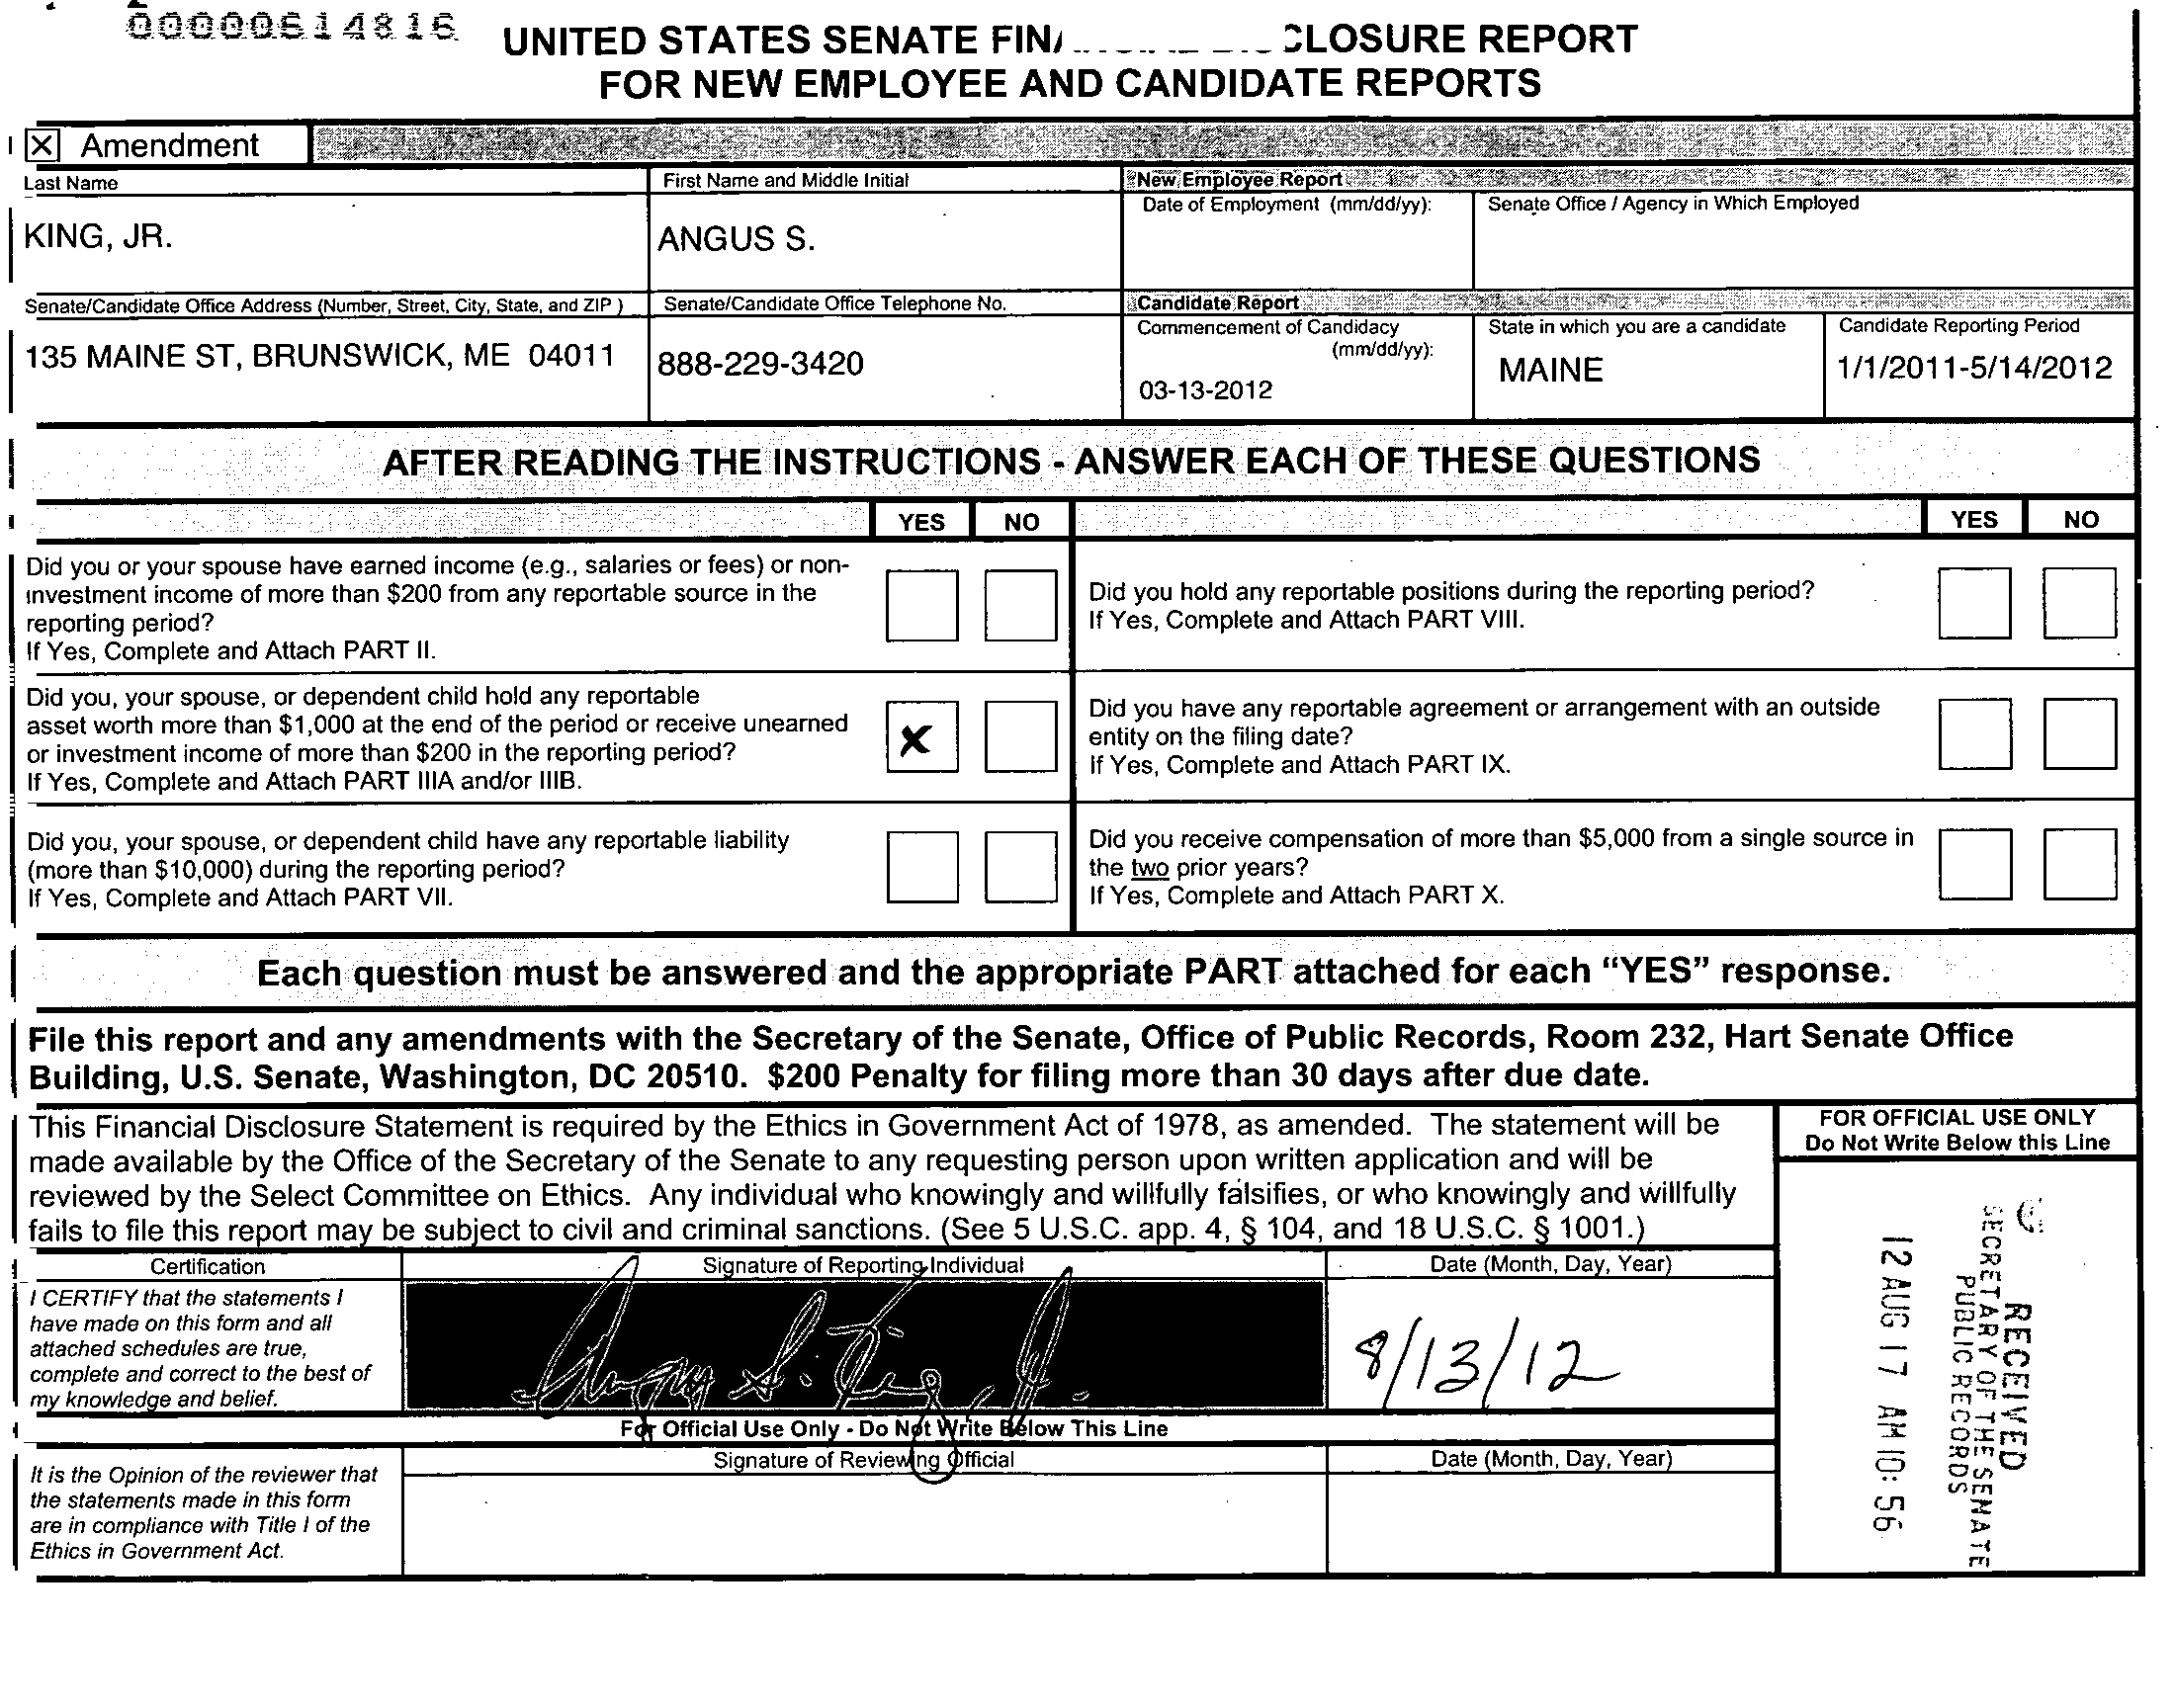 00000614816
UNITED STATES SENATE FIN CLOSURE REPORT
FOR NEW EMPLOYEE AND CANDIDATE REPORTS
Amendment
Last Name
KING, JR.
First Name and Middle Initial
ANGUS S.
New Employee Report
Date of Employment (mm/dd/yy):
Senate Office / Agency in Which Employed
Senate/Candidate Office Address (Number, Street, City, State, and ZIP )
135 MAINE ST, BRUNSWICK, ME 04011
Senate/Candidate Office Telephone No.
888-229-3420
Candidate Report
Commencement of Candidacy
(mm/dd/yy):
03-13-2012
State in which you are a candidate
MAINE
Candidate Reporting Period
1/1/2011-5/14/2012
AFTER READING THE INSTRUCTIONS - ANSWER EACH OF THESE QUESTIONS
YES NO
YES NO
Did you or your spouse have earned income (e.g., salaries or fees) or non-
investment income of more than $200 from any reportable source in the
reporting period?
If Yes, Complete and Attach PART II.
Did you hold any reportable positions during the reporting period?
If Yes, Complete and Attach PART VIII.
Did you, your spouse, or dependent child hold any reportable
asset worth more than $1,000 at the end of the period or receive unearned
or investment income of more than $200 in the reporting period?
If Yes, Complete and Attach PART IIIA and/or IIIB.
X
Did you have any reportable agreement or arrangement with an outside
entity on the filing date?
If Yes, Complete and Attach PART IX.
Did you, your spouse, or dependent child have any reportable liability
(more than $10,000) during the reporting period?
If Yes, Complete and Attach PART VII.
Did you receive compensation of more than $5,000 from a single source in
the two prior years?
If Yes, Complete and Attach PART X.
Each question must be answered and the appropriate PART attached for each “YES” response.
File this report and any amendments with the Secretary of the Senate, Office of Public Records, Room 232, Hart Senate Office
Building, U.S. Senate, Washington, DC 20510. $200 Penalty for filing more than 30 days after due date.
This Financial Disclosure Statement is required by the Ethics in Government Act of 1978, as amended. The statement will be
made available by the Office of the Secretary of the Senate to any requesting person upon written application and will be
reviewed by the Select Committee on Ethics. Any individual who knowingly and willfully falsifies, or who knowingly and willfully
fails to file this report may be subject to civil and criminal sanctions. (See 5 U.S.C. app. 4, § 104, and 18 U.S.C. § 1001.)
FOR OFFICIAL USE ONLY
Do Not Write Below this Line
RECEIVED
SECRETARY OF THE SENATE
PUBLIC RECORDS
12 AUG 17 AM 10: 56
Certification
I CERTIFY that the statements I
have made on this form and all
attached schedules are true,
complete and correct to the best of
my knowledge and belief.
Signature of Reporting Individual
Angus S. King, Jr.
Date (Month, Day, Year)
8/13/12
For Official Use Only - Do Not Write Below This Line
It is the Opinion of the reviewer that
the statements made in this form
are in compliance with Title I of the
Ethics in Government Act.
Signature of Reviewing Official
Date (Month, Day, Year)